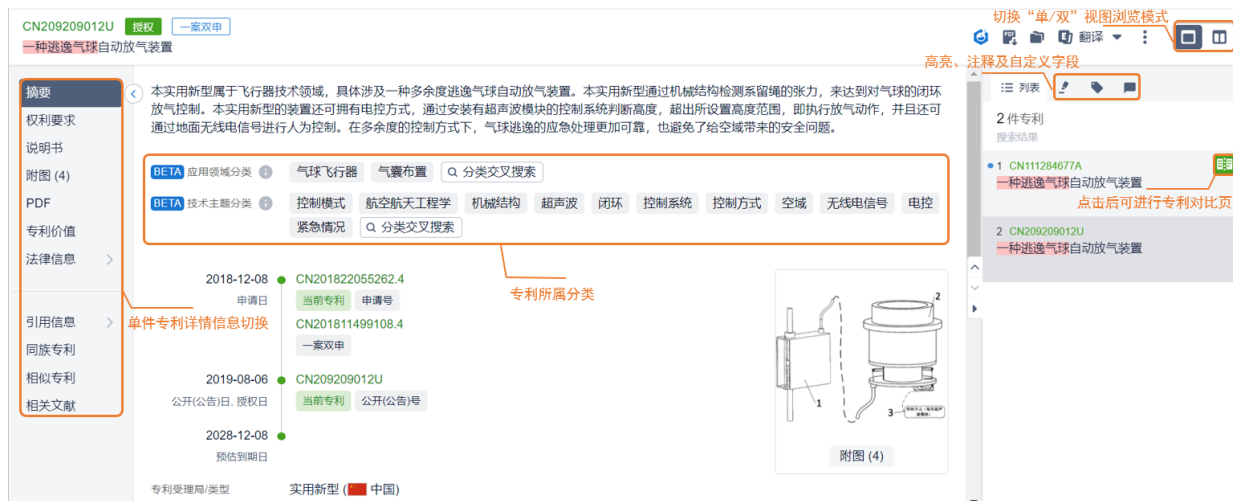 CN209209012U 授权 一案双申
一种逃逸气球自动放气装置
切换“单/双”视图浏览模式
翻译
高亮、注释及自定义字段
摘要
权利要求
说明书
附图 (4)
PDF
专利价值
法律信息
引用信息
同族专利
相似专利
相关文献
单件专利详情信息切换
本实用新型属于飞行器技术领域，具体涉及一种多余度逃逸气球自动放气装置。本实用新型通过机械结构检测系留绳的张力，来达到对气球的闭环
放气控制。本实用新型的装置还可拥有电控方式，通过安装有超声波模块的控制系统判断高度，超出所设置高度范围，即执行放气动作，并且还可
通过地面无线电信号进行人为控制。在多余度的控制方式下，气球逃逸的应急处理更加可靠，也避免了给空域带来的安全问题。
BETA 应用领域分类 气球飞行器 气囊布置 分类交叉搜索
BETA 技术主题分类 控制模式 航空航天工程学 机械结构 超声波 闭环 控制系统 控制方式 空域 无线电信号 电控
紧急情况 分类交叉搜索
专利所属分类
2018-12-08 CN201822055262.4
申请日 当前专利 申请号
CN201811499108.4
一案双申
2019-08-06 CN209209012U
公开(公告)日, 授权日 当前专利 公开(公告)号
2028-12-08
预估到期日
专利受理局/类型 实用新型 (中国)
1
2
3
附图 (4)
列表
2 件专利
搜索结果
1 CN111284677A
一种逃逸气球自动放气装置
点击后可进行专利对比页
2 CN209209012U
一种逃逸气球自动放气装置